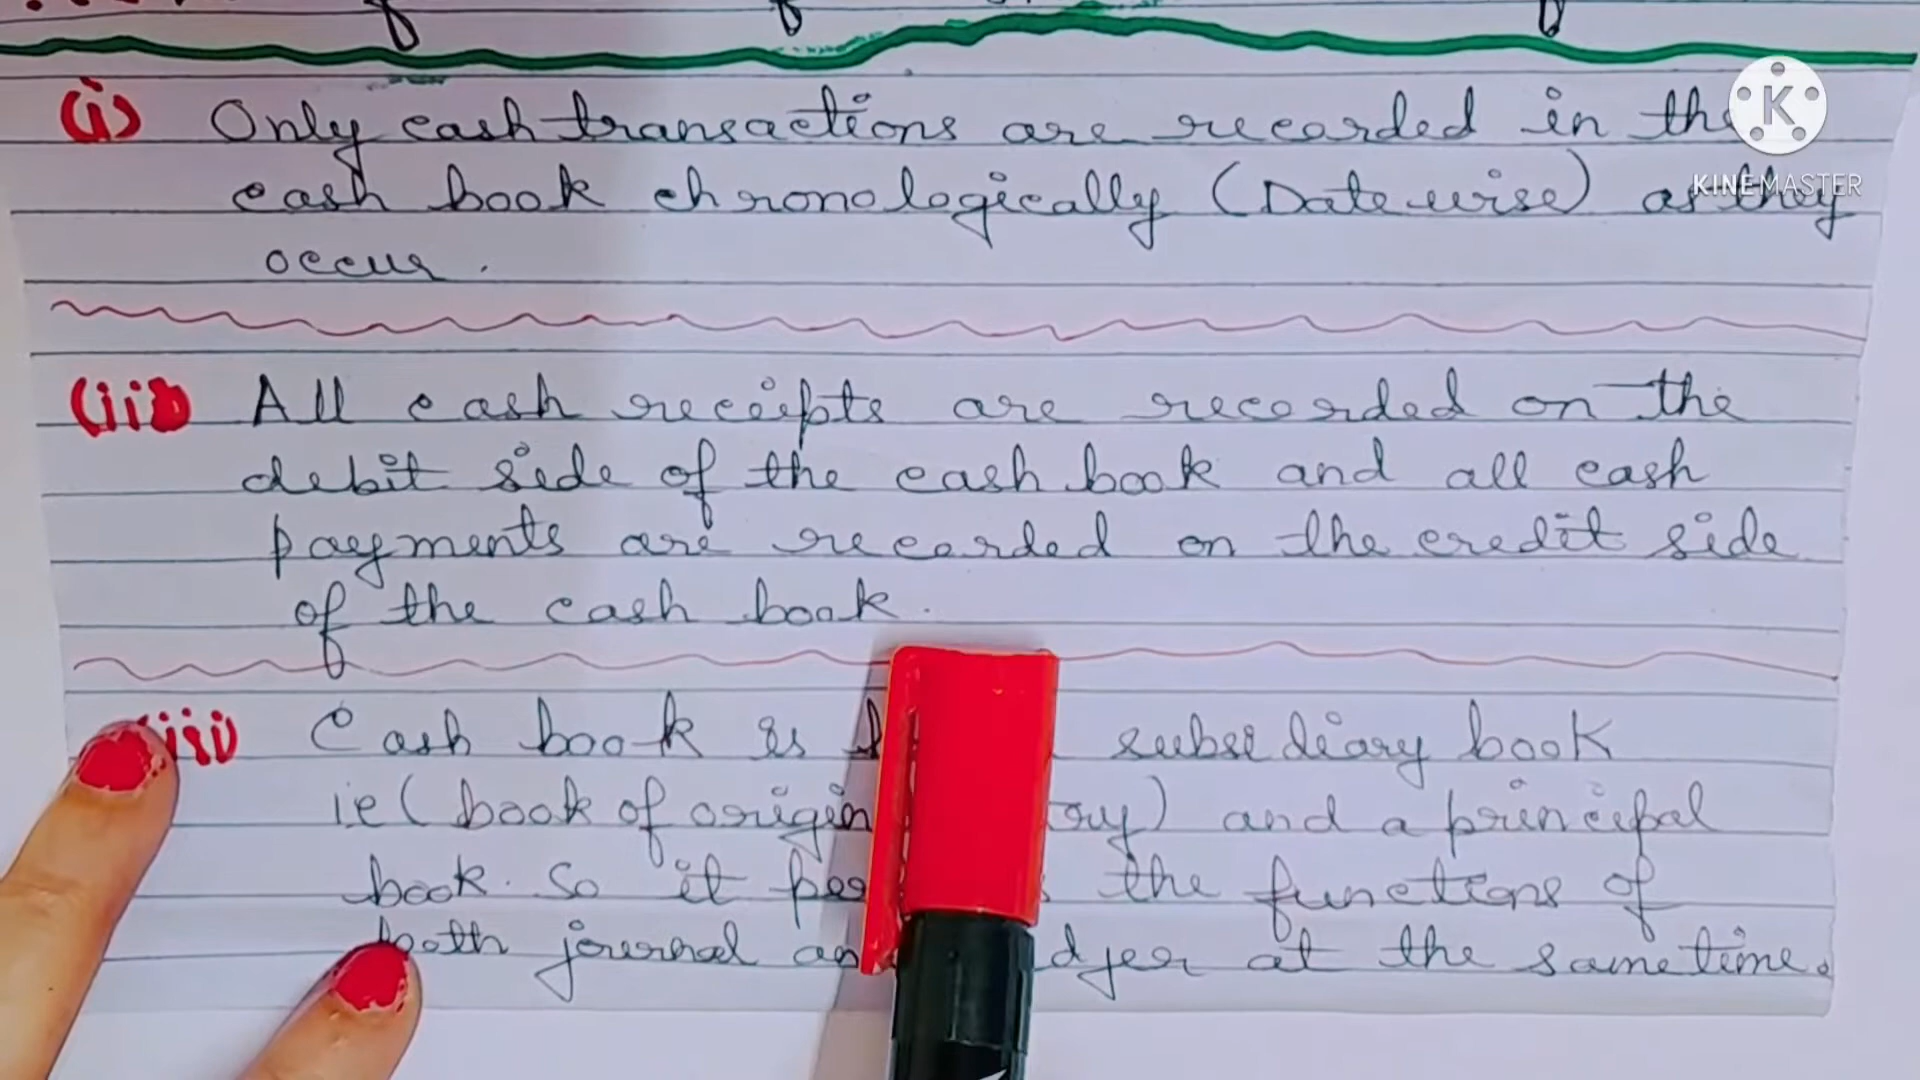 (i) Only cash transactions are recorded in the
cash book chronologically (Date wise) as they
occur.
(ii) All cash receipts are recorded on the
debit side of the cash book and all cash
payments are recorded on the credit side
of the cash book.
(iii) Cash book is subsidiary book
i.e ( book of and a principal
book. So it the functions of
both journal at the same time.
K
KINEMASTER